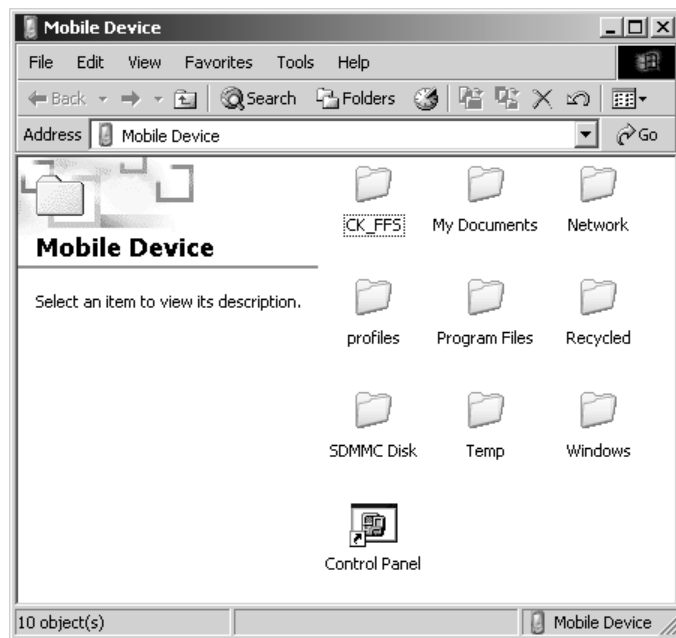 Mobile Device
File Edit View Favorites Tools Help
Back Search Folders
Address Mobile Device Go
CK_FFS My Documents Network
Mobile Device
Select an item to view its description.
profiles Program Files Recycled
SDMMC Disk Temp Windows
Control Panel
10 object(s) Mobile Device